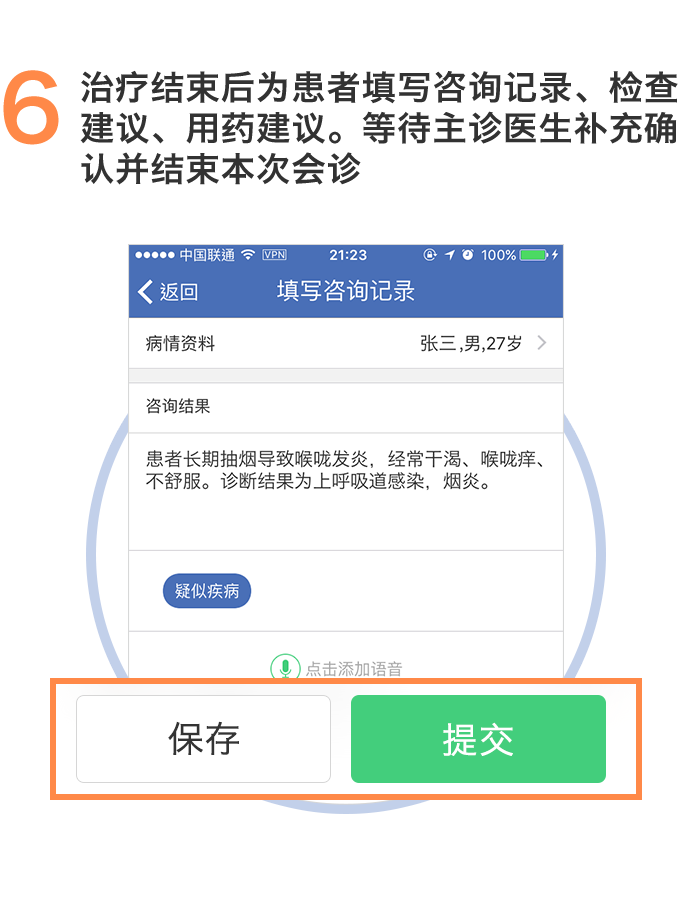 6
治疗结束后为患者填写咨询记录、检查
建议、用药建议。等待主诊医生补充确
认并结束本次会诊
中国联通 VPN 21:23 100%
返回 填写咨询记录
病情资料 张三,男,27岁
咨询结果
患者长期抽烟导致喉咙发炎，经常干渴、喉咙痒、
不舒服。诊断结果为上呼吸道感染，烟炎。
疑似疾病
点击添加语音
保存 提交